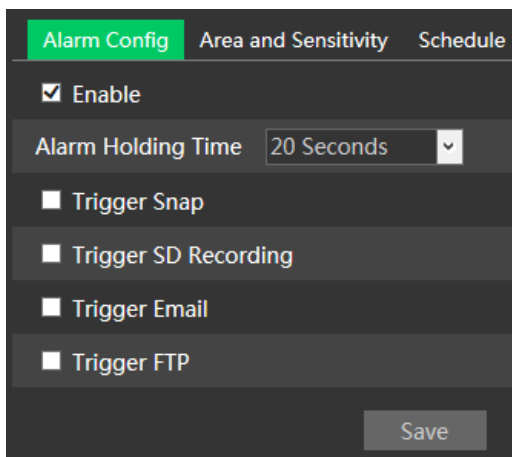 Alarm Config Area and Sensitivity Schedule
Enable
Alarm Holding Time 20 Seconds
Trigger Snap
Trigger SD Recording
Trigger Email
Trigger FTP
Save